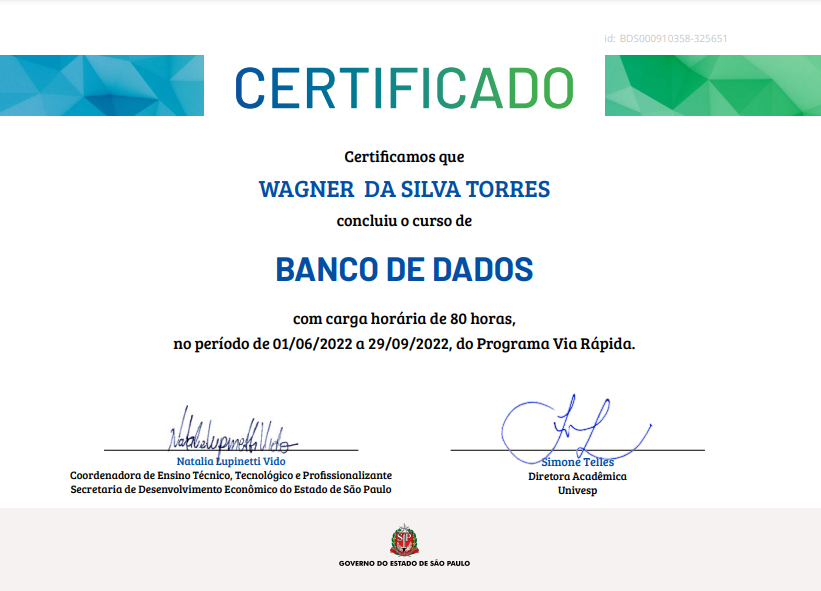 id: BDS000910358-325651
CERTIFICADO
Certificamos que
WAGNER DA SILVA TORRES
concluiu o curso de
BANCO DE DADOS
com carga horária de 80 horas,
no período de 01/06/2022 a 29/09/2022, do Programa Via Rápida.
Natalia Lupinetti Vido
Natalia Lupinetti Vido
Coordenadora de Ensino Técnico, Tecnológico e Profissionalizante
Secretaria de Desenvolvimento Econômico do Estado de São Paulo
Simone Telles
Diretora Acadêmica
Univesp
GOVERNO DO ESTADO DE SÃO PAULO